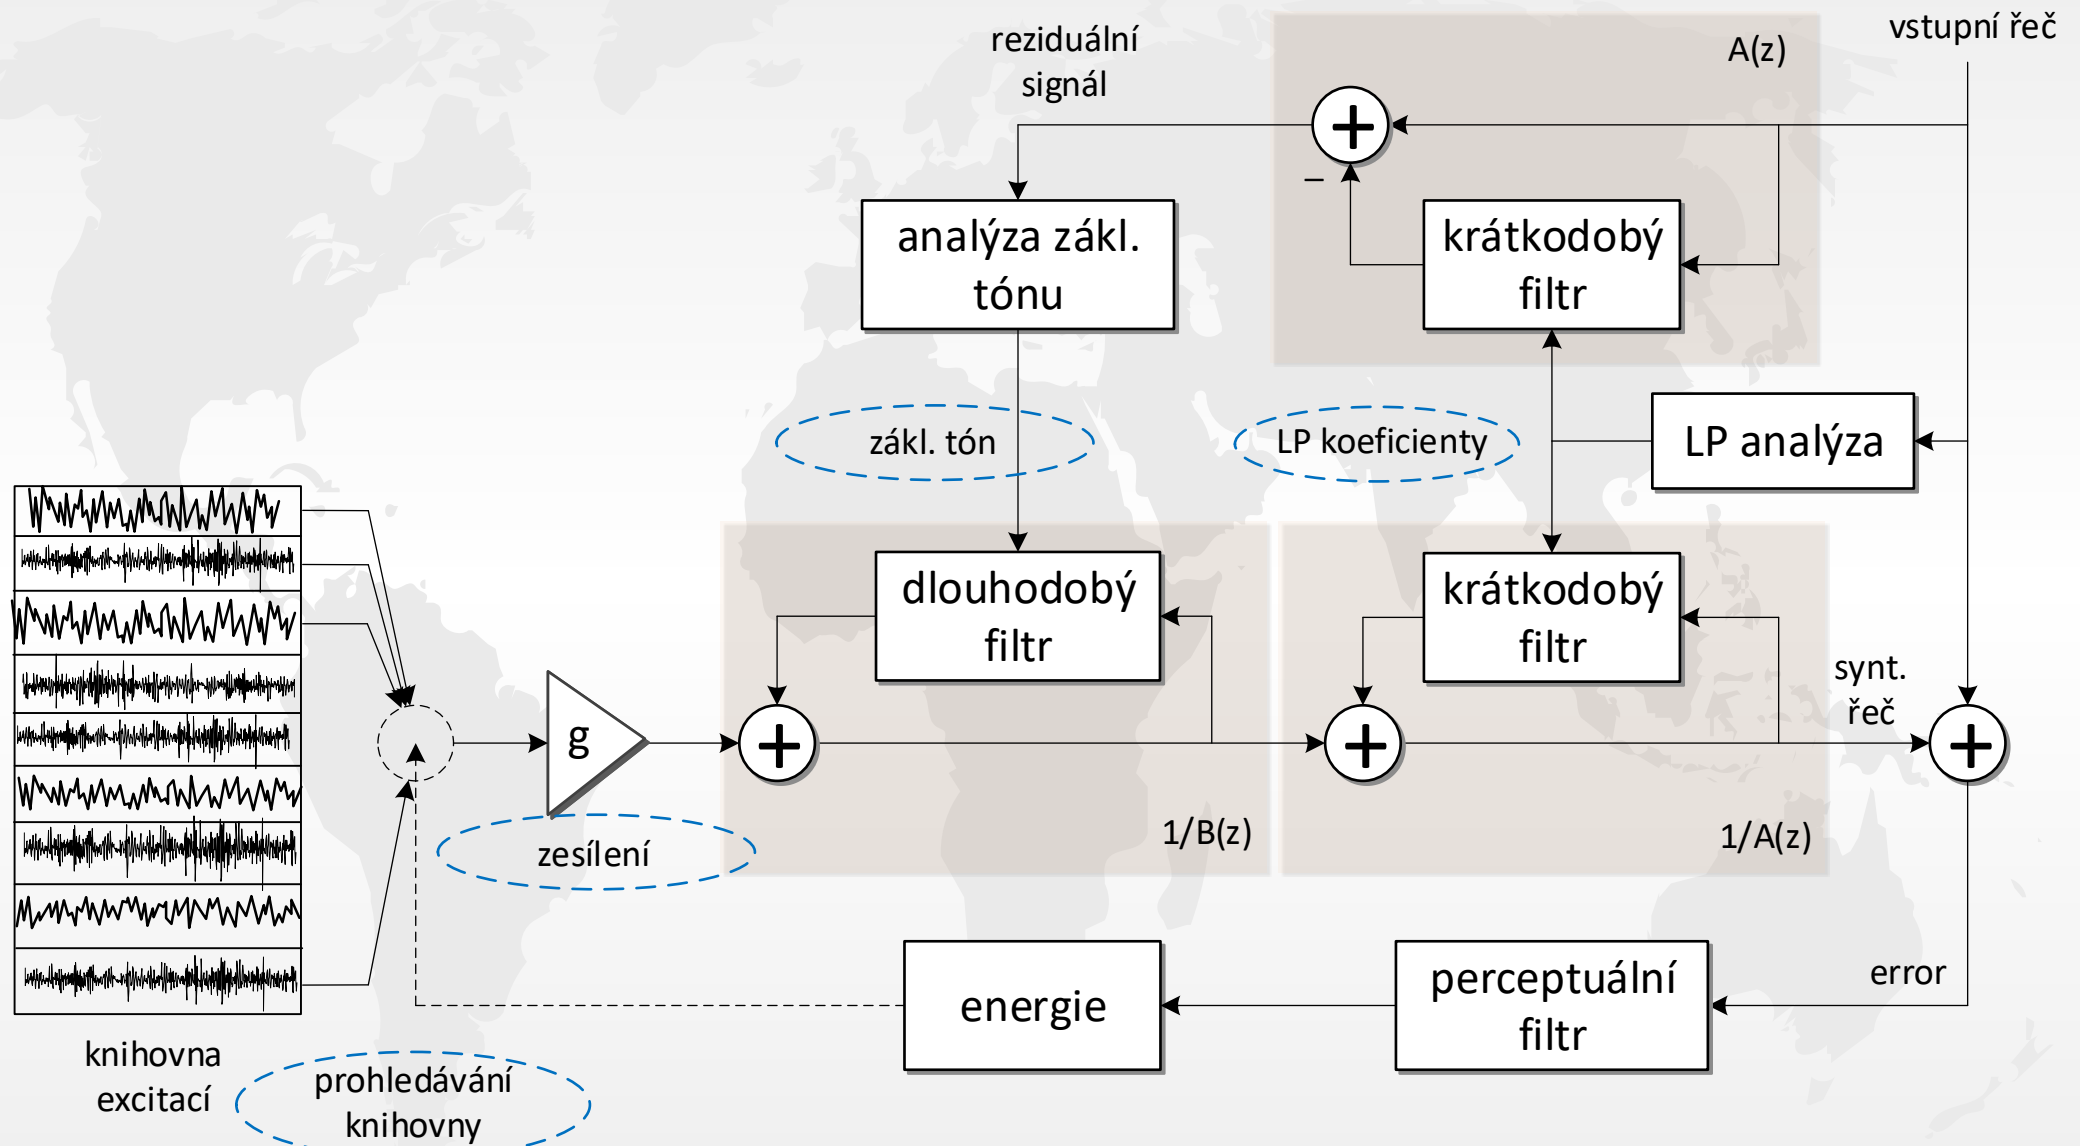 vstupní řeč
reziduální
signál
A(z)
+
–
analýza zákl.
tónu
krátkodobý
filtr
zákl. tón
LP koeficienty
LP analýza
dlouhodobý
filtr
krátkodobý
filtr
synt.
řeč
g
+
+
+
zesílení
1/B(z)
1/A(z)
energie
perceptuální
filtr
error
knihovna
excitací
prohledávání
knihovny